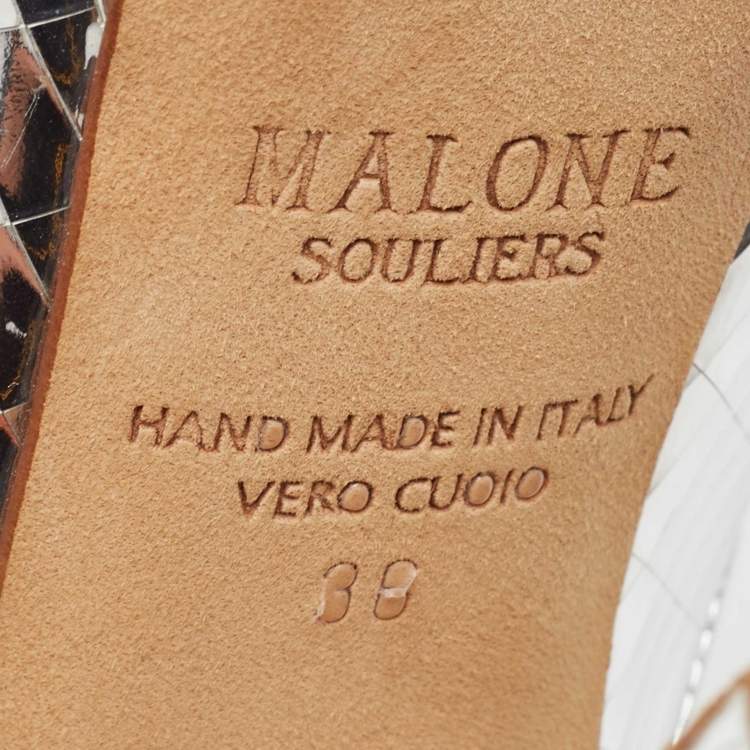 MALONE
SOULIERS
HAND MADE IN ITALY
VERO CUOIO
38